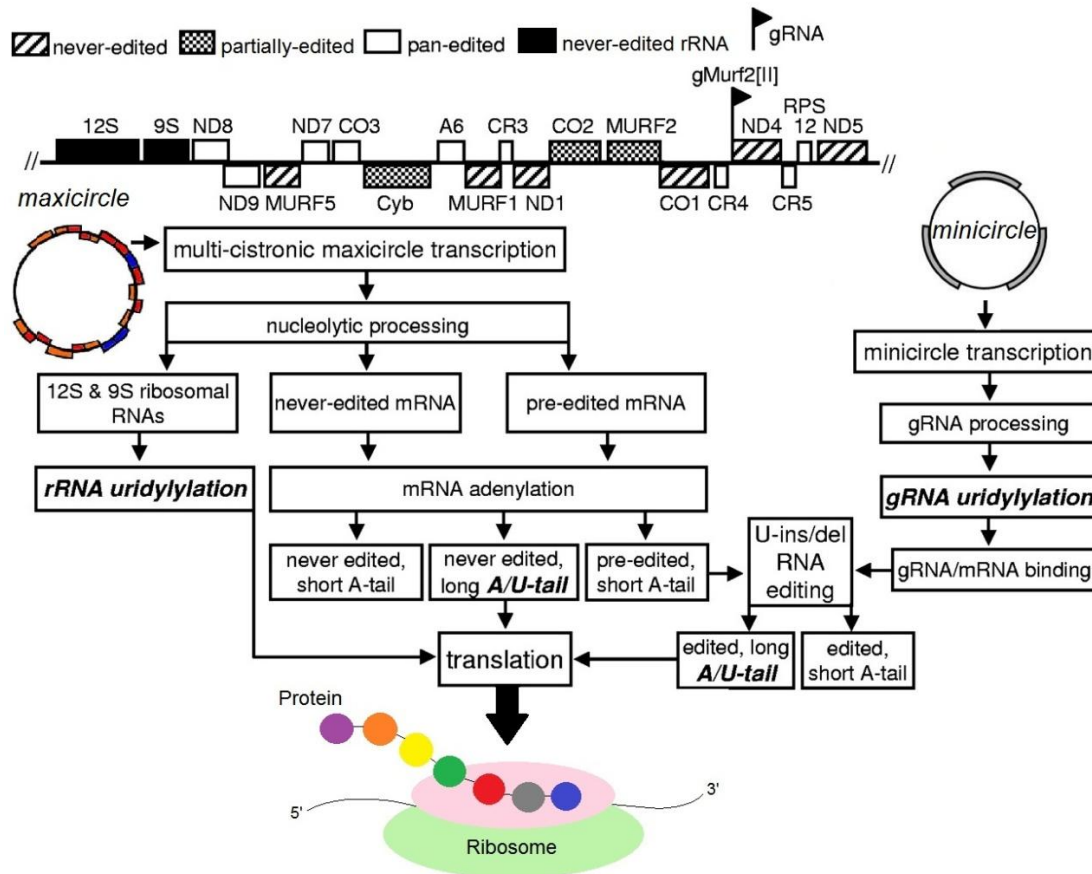 never-edited partially-edited pan-edited never-edited rRNA gRNA
gMurf2[II]
12S 9S ND8 ND7 CO3 A6 CR3 CO2 MURF2 ND4 RPS 12 ND5
// //
ND9 MURF5 Cyb MURF1 ND1 CO1 CR4 CR5
maxicircle
minicircle
multi-cistronic maxicircle transcription
nucleolytic processing
minicircle transcription
12S & 9S ribosomal
RNAs
never-edited mRNA
pre-edited mRNA
gRNA processing
rRNA uridylylation
mRNA adenylation
gRNA uridylylation
never edited,
short A-tail
never edited,
long A/U-tail
pre-edited,
short A-tail
U-ins/del
RNA
editing
gRNA/mRNA binding
translation
edited, long
A/U-tail
edited,
short A-tail
Protein
5'
3'
Ribosome